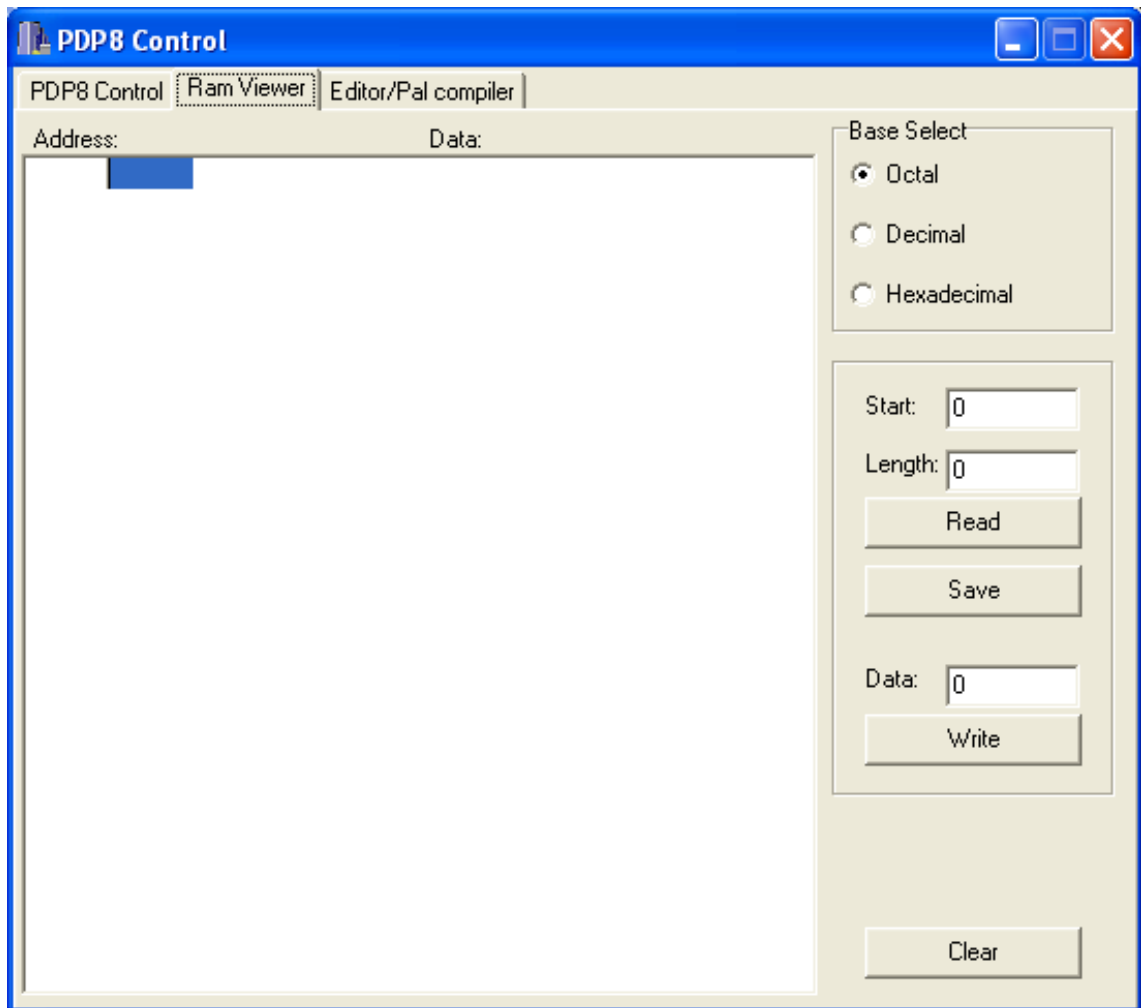 PDP8 Control
PDP8 Control Ram Viewer Editor/Pal compiler
Address: Data:
Base Select
Octal
Decimal
Hexadecimal
Start: 0
Length: 0
Read
Save
Data: 0
Write
Clear